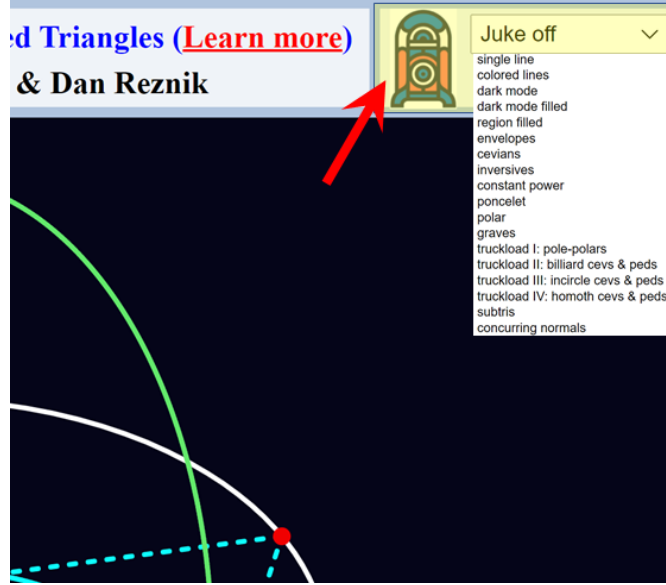 ed Triangles (Learn more)
& Dan Reznik
Juke off
single line
colored lines
dark mode
dark mode filled
region filled
envelopes
cevians
inversives
constant power
poncelet
polar
graves
truckload I: pole-polars
truckload II: billiard cevs & peds
truckload III: incircle cevs & peds
truckload IV: homoth cevs & peds
subtris
concurring normals